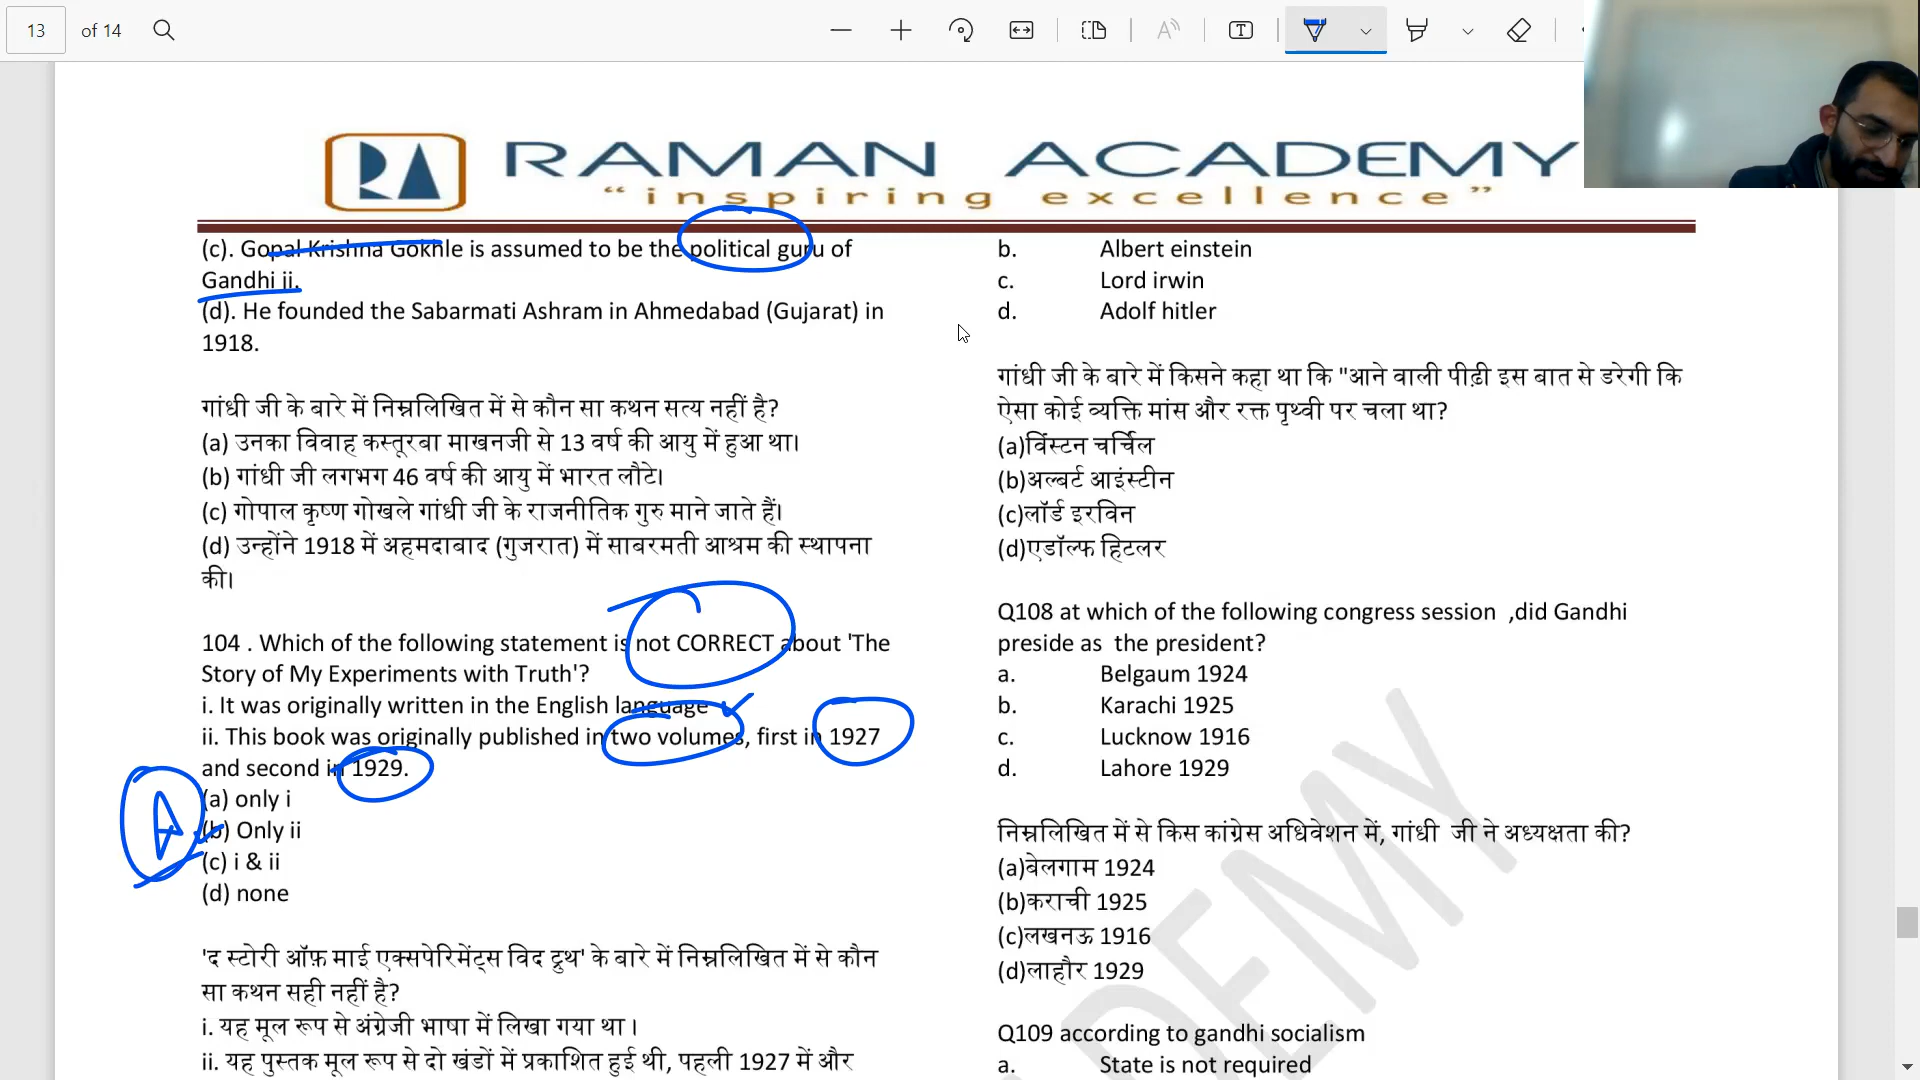 13 of 14
RA RAMAN ACADEMY
“inspiring excellence”
(c). Gopal Krishna Gokhle is assumed to be the political guru of
Gandhi ji.
(d). He founded the Sabarmati Ashram in Ahmedabad (Gujarat) in
1918.
गांधी जी के बारे में निम्नलिखित में से कौन सा कथन सत्य नहीं है?
(a) उनका विवाह कस्तूरबा माखनजी से 13 वर्ष की आयु में हुआ था।
(b) गांधी जी लगभग 46 वर्ष की आयु में भारत लौटे।
(c) गोपाल कृष्ण गोखले गांधी जी के राजनीतिक गुरु माने जाते हैं।
(d) उन्होंने 1918 में अहमदाबाद (गुजरात) में साबरमती आश्रम की स्थापना
की।
104 . Which of the following statement is not CORRECT about 'The
Story of My Experiments with Truth'?
i. It was originally written in the English language
ii. This book was originally published in two volumes, first in 1927
and second in 1929.
A
(a) only i
(b) Only ii
(c) i & ii
(d) none
'द स्टोरी ऑफ़ माई एक्सपेरिमेंट्स विद ट्रुथ' के बारे में निम्नलिखित में से कौन
सा कथन सही नहीं है?
i. यह मूल रूप से अंग्रेजी भाषा में लिखा गया था ।
ii. यह पुस्तक मूल रूप से दो खंडों में प्रकाशित हुई थी, पहली 1927 में और
b. Albert einstein
c. Lord irwin
d. Adolf hitler
गांधी जी के बारे में किसने कहा था कि "आने वाली पीढ़ी इस बात से डरेगी कि
ऐसा कोई व्यक्ति मांस और रक्त पृथ्वी पर चला था?
(a)विंस्टन चर्चिल
(b)अल्बर्ट आइंस्टीन
(c)लॉर्ड इरविन
(d)एडॉल्फ हिटलर
Q108 at which of the following congress session ,did Gandhi
preside as the president?
a. Belgaum 1924
b. Karachi 1925
c. Lucknow 1916
d. Lahore 1929
निम्नलिखित में से किस कांग्रेस अधिवेशन में, गांधी जी ने अध्यक्षता की?
(a)बेलगाम 1924
(b)कराची 1925
(c)लखनऊ 1916
(d)लाहौर 1929
Q109 according to gandhi socialism
a. State is not required